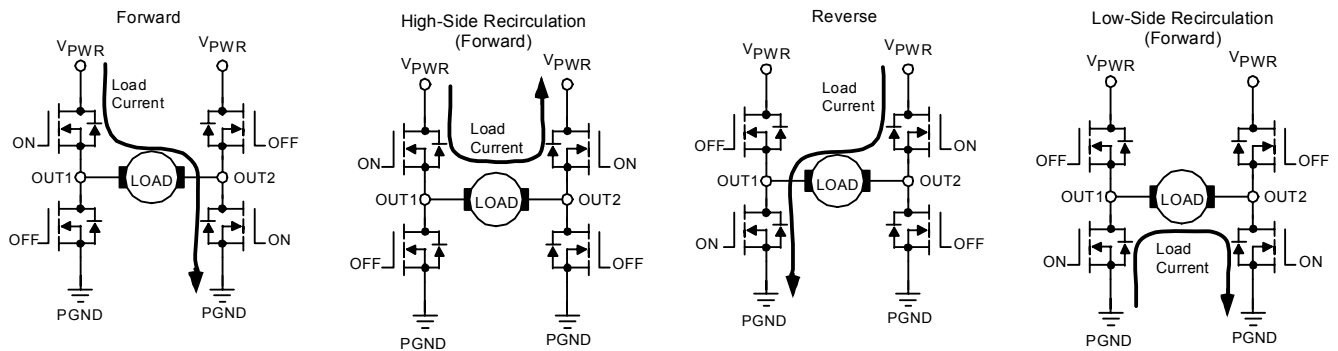 Forward
VPWR
VPWR
Load
Current
ON
OFF
OUT1
LOAD
OUT2
OFF
ON
PGND
PGND
High-Side Recirculation
(Forward)
VPWR
VPWR
Load
Current
ON
ON
OUT1
LOAD
OUT2
OFF
OFF
PGND
PGND
Reverse
VPWR
VPWR
Load
Current
OFF
ON
OUT1
LOAD
OUT2
ON
OFF
PGND
PGND
Low-Side Recirculation
(Forward)
VPWR
VPWR
OFF
OFF
OUT1
LOAD
OUT2
ON
Load
Current
ON
PGND
PGND